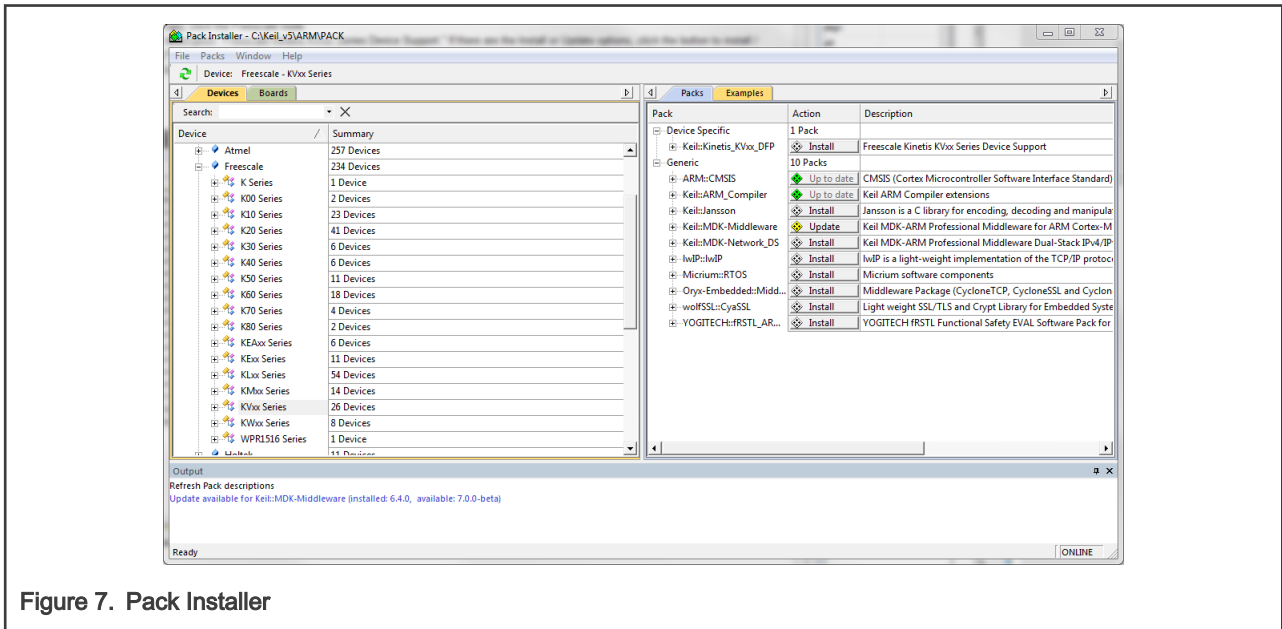 Pack Installer - C:\Keil_v5\ARM\PACK
File Packs Window Help
Device: Freescale - KVxx Series
Devices Boards
Search:
Device / Summary
Atmel 257 Devices
Freescale 234 Devices
K Series 1 Device
K00 Series 2 Devices
K10 Series 23 Devices
K20 Series 41 Devices
K30 Series 6 Devices
K40 Series 6 Devices
K50 Series 11 Devices
K60 Series 18 Devices
K70 Series 4 Devices
K80 Series 2 Devices
KEAxx Series 6 Devices
KExx Series 11 Devices
KLxx Series 54 Devices
KMxx Series 14 Devices
KVxx Series 26 Devices
KWxx Series 8 Devices
WPR1516 Series 1 Device
Holtek 11 Devices
Packs Examples
Pack Action Description
Device Specific 1 Pack
Keil::Kinetis_KVxx_DFP Install Freescale Kinetis KVxx Series Device Support
Generic 10 Packs
ARM::CMSIS Up to date CMSIS (Cortex Microcontroller Software Interface Standard)
Keil::ARM_Compiler Up to date Keil ARM Compiler extensions
Keil::Jansson Install Jansson is a C library for encoding, decoding and manipula
Keil::MDK-Middleware Update Keil MDK-ARM Professional Middleware for ARM Cortex-M
Keil::MDK-Network_DS Install Keil MDK-ARM Professional Middleware Dual-Stack IPv4/IP
lwIP::lwIP Install lwIP is a light-weight implementation of the TCP/IP protoc
Micrium::RTOS Install Micrium software components
Oryx-Embedded::Midd... Install Middleware Package (CycloneTCP, CycloneSSL and Cyclon
wolfSSL::CyaSSL Install Light weight SSL/TLS and Crypt Library for Embedded Syste
YOGITECH::fRSTL_AR... Install YOGITECH fRSTL Functional Safety EVAL Software Pack for
Output
Refresh Pack descriptions
Update available for Keil::MDK-Middleware (installed: 6.4.0, available: 7.0.0-beta)
Ready ONLINE
Figure 7. Pack Installer